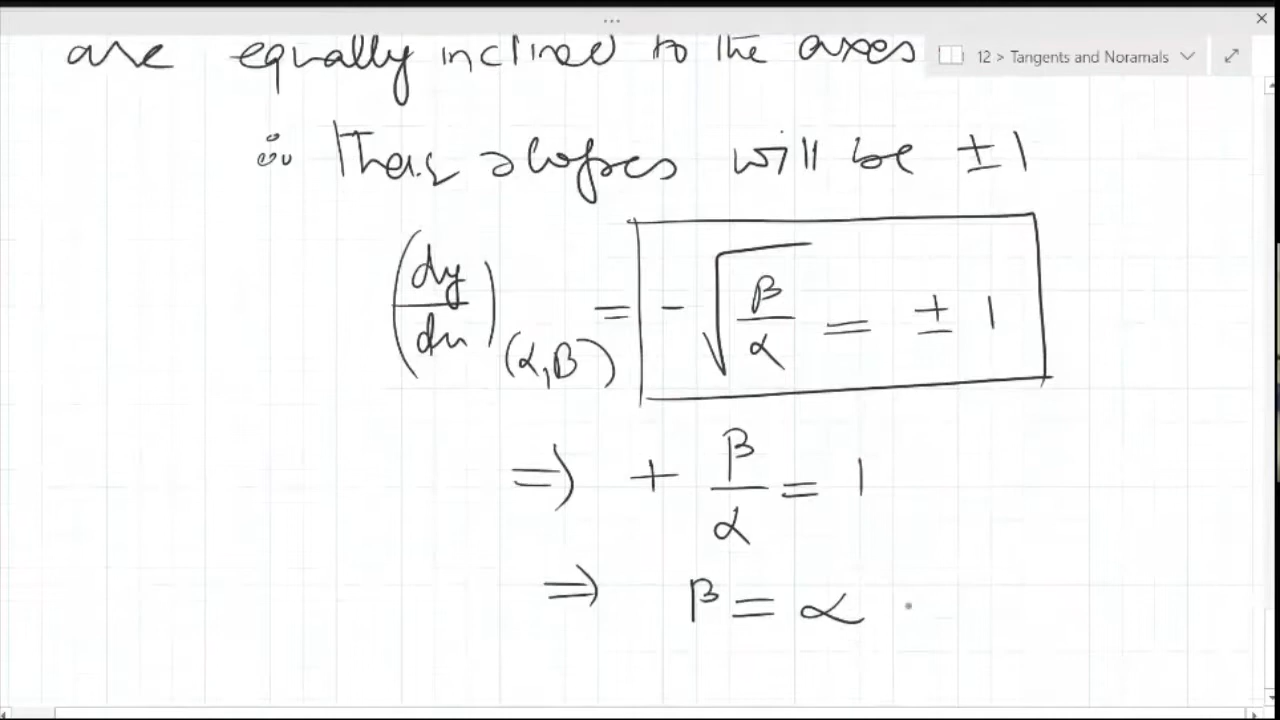 ...
are equally inclined to the axes
12 > Tangents and Noramals
∴ Their slopes will be ±1
(dy/dx)(α,β) = -√(β/α) = ± 1
=> + β/α = 1
=> β = α